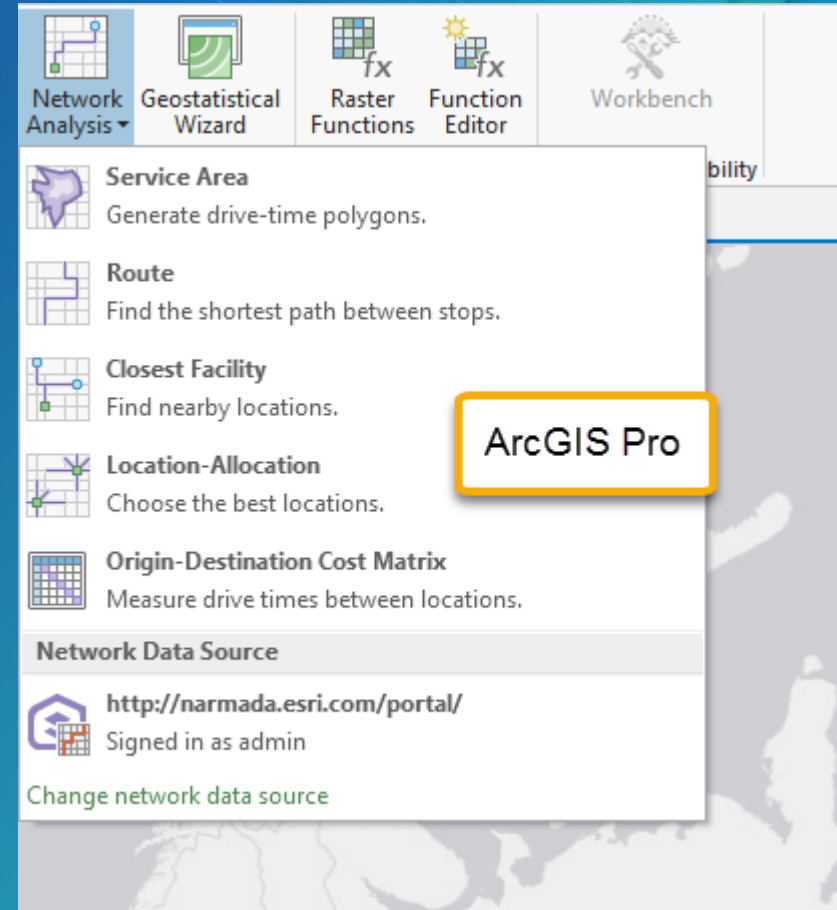 Network Analysis
Geostatistical Wizard
Raster Functions
Function Editor
Workbench
bility
Service Area
Generate drive-time polygons.
Route
Find the shortest path between stops.
Closest Facility
Find nearby locations.
ArcGIS Pro
Location-Allocation
Choose the best locations.
Origin-Destination Cost Matrix
Measure drive times between locations.
Network Data Source
http://narmada.esri.com/portal/
Signed in as admin
Change network data source